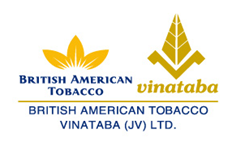 BRITISH AMERICAN
TOBACCO
vinataba
BRITISH AMERICAN TOBACCO
VINATABA (JV) LTD.